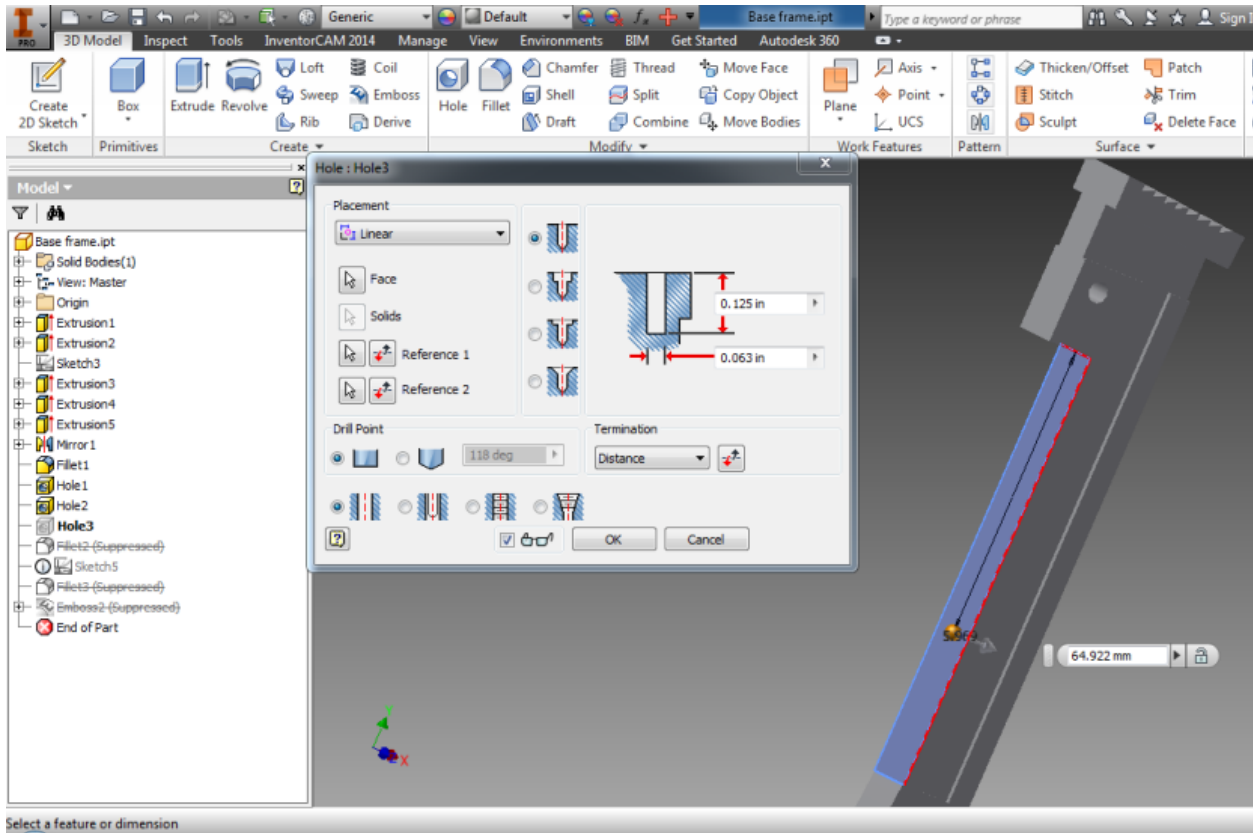 PRO
Generic
Default
Base frame.ipt
Type a keyword or phrase
Sign
3D Model Inspect Tools InventorCAM 2014 Manage View Environments BIM Get Started Autodesk 360
Create
2D Sketch
Box
Extrude Revolve
Loft
Sweep
Rib
Coil
Emboss
Derive
Hole Fillet
Chamfer
Shell
Draft
Thread
Split
Combine
Move Face
Copy Object
Move Bodies
Plane
Axis
Point
UCS
Thicken/Offset
Stitch
Sculpt
Patch
Trim
Delete Face
Sketch Primitives Create Modify Work Features Pattern Surface
Model
Base frame.ipt
Solid Bodies(1)
View: Master
Origin
Extrusion1
Extrusion2
Sketch3
Extrusion3
Extrusion4
Extrusion5
Mirror1
Fillet1
Hole1
Hole2
Hole3
Fillet2 (Suppressed)
Sketch5
Fillet3 (Suppressed)
Emboss2 (Suppressed)
End of Part
Hole : Hole3
Placement
Linear
Face
Solids
Reference 1
Reference 2
0.125 in
0.063 in
Drill Point
118 deg
Termination
Distance
OK
Cancel
5.969
64.922 mm
Y
X
Select a feature or dimension